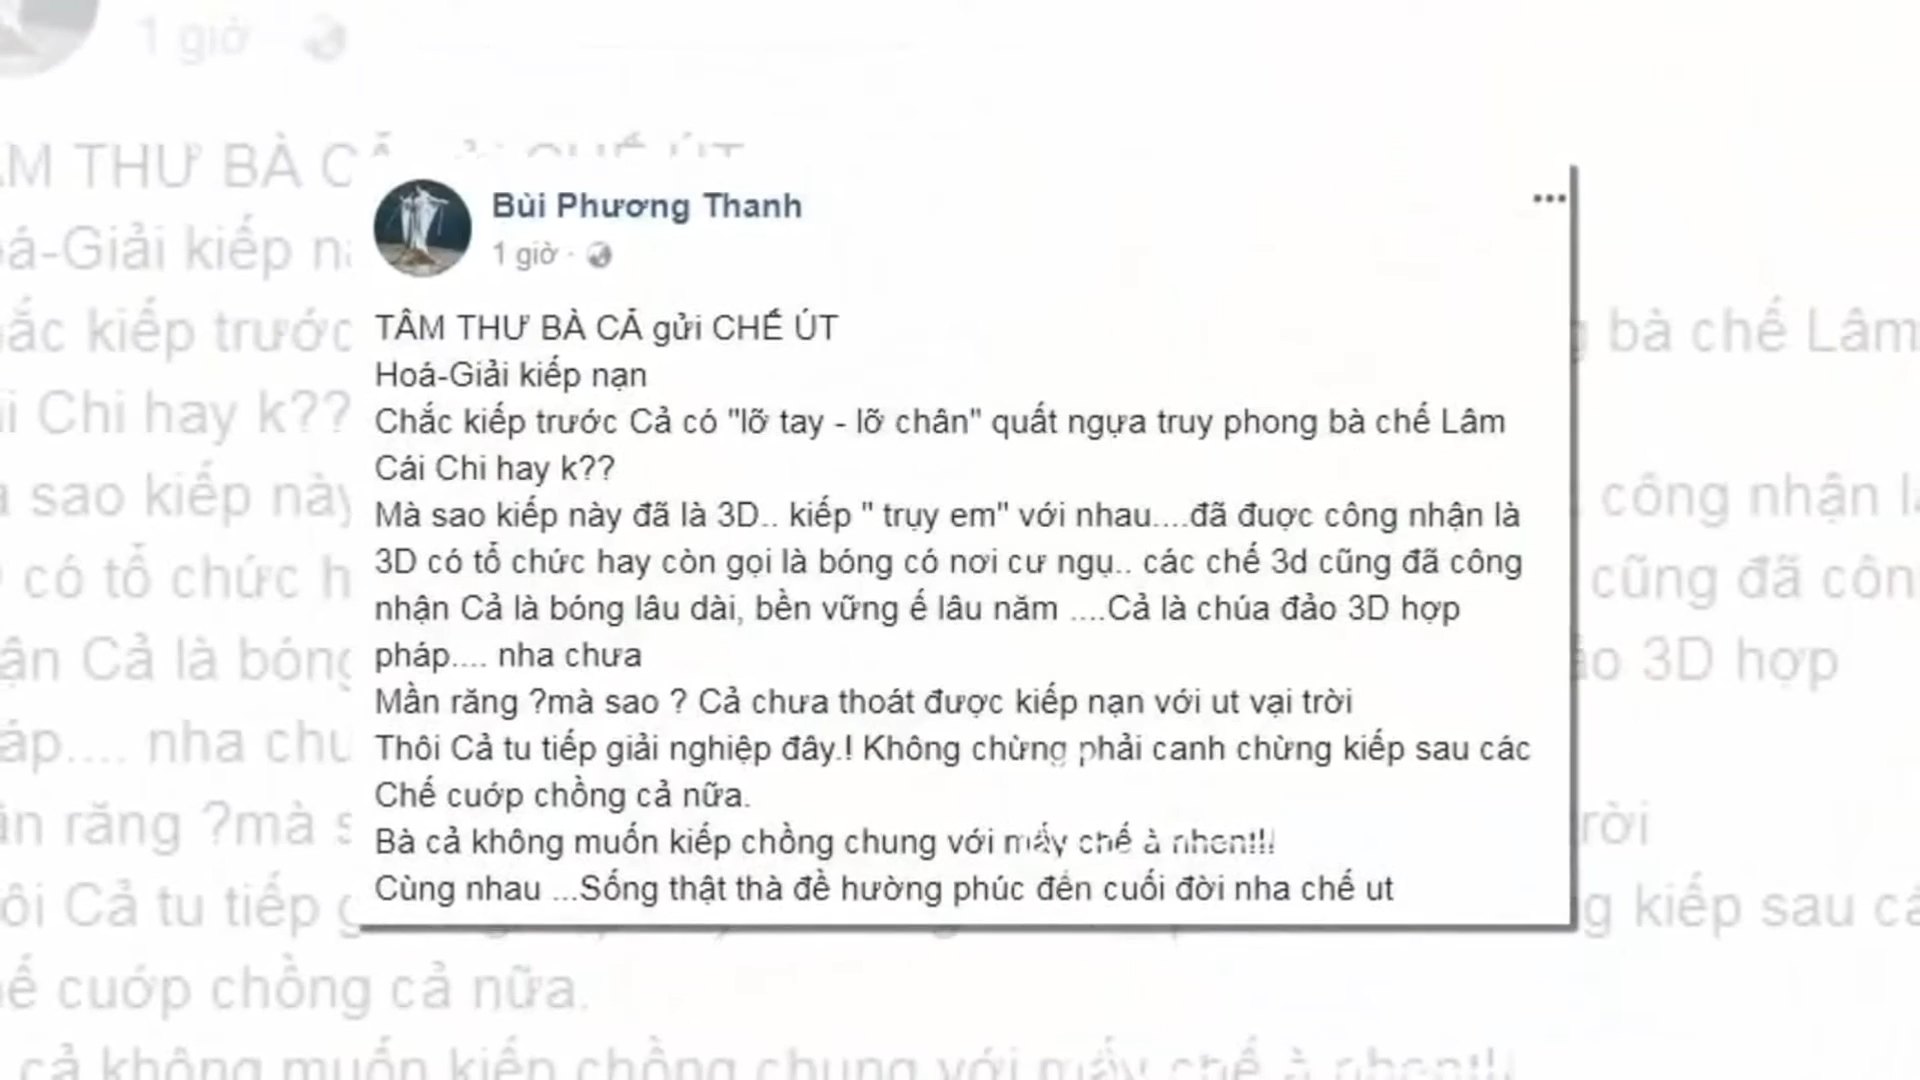 Bùi Phương Thanh
1 giờ ·
TÂM THƯ BÀ CẢ gửi CHẾ ÚT
Hoá-Giải kiếp nạn
Chắc kiếp trước Cả có "lỡ tay - lỡ chân" quất ngựa truy phong bà chế Lâm
Cái Chi hay k??
Mà sao kiếp này đã là 3D.. kiếp " trụy em" với nhau....đã đuợc công nhận là
3D có tổ chức hay còn gọi là bóng có nơi cư ngụ.. các chế 3d cũng đã công
nhận Cả là bóng lâu dài, bền vững ế lâu năm ....Cả là chúa đảo 3D hợp
pháp.... nha chưa
Mần răng ?mà sao ? Cả chưa thoát được kiếp nạn với ut vại trời
Thôi Cả tu tiếp giải nghiệp đây.! Không chừng phải canh chừng kiếp sau các
Chế cuớp chồng cả nữa.
Bà cả không muốn kiếp chồng chung với mấy chế à nhen!!!
Cùng nhau ...Sống thật thà để hường phúc đến cuối đời nha chế ut